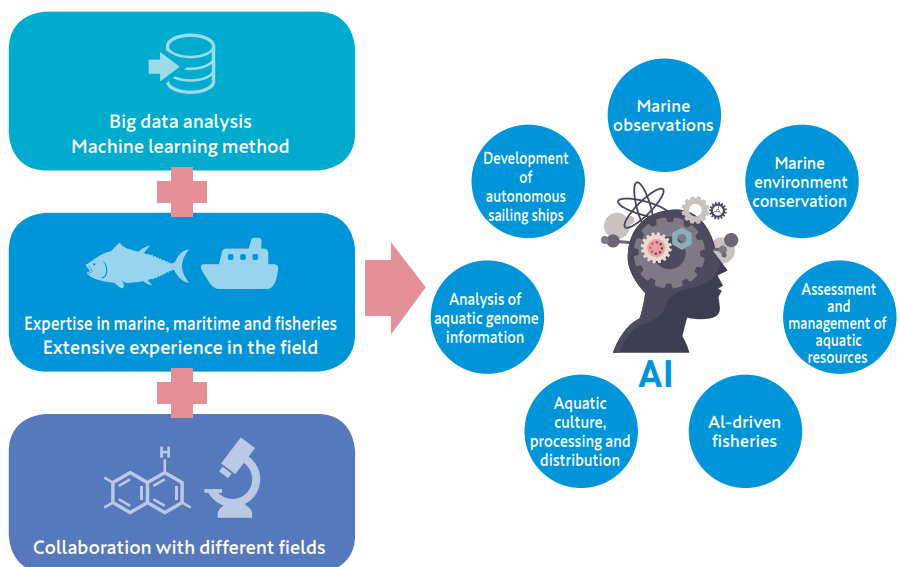 Big data analysis
Machine learning method
Expertise in marine, maritime and fisheries
Extensive experience in the field
H
Collaboration with different fields
Marine
observations
Marine
environment
conservation
Assessment
and
management of
aquatic
resources
AI-driven
fisheries
Aquatic
culture,
processing and
distribution
Analysis of
aquatic genome
information
Development
of
autonomous
sailing ships
AI